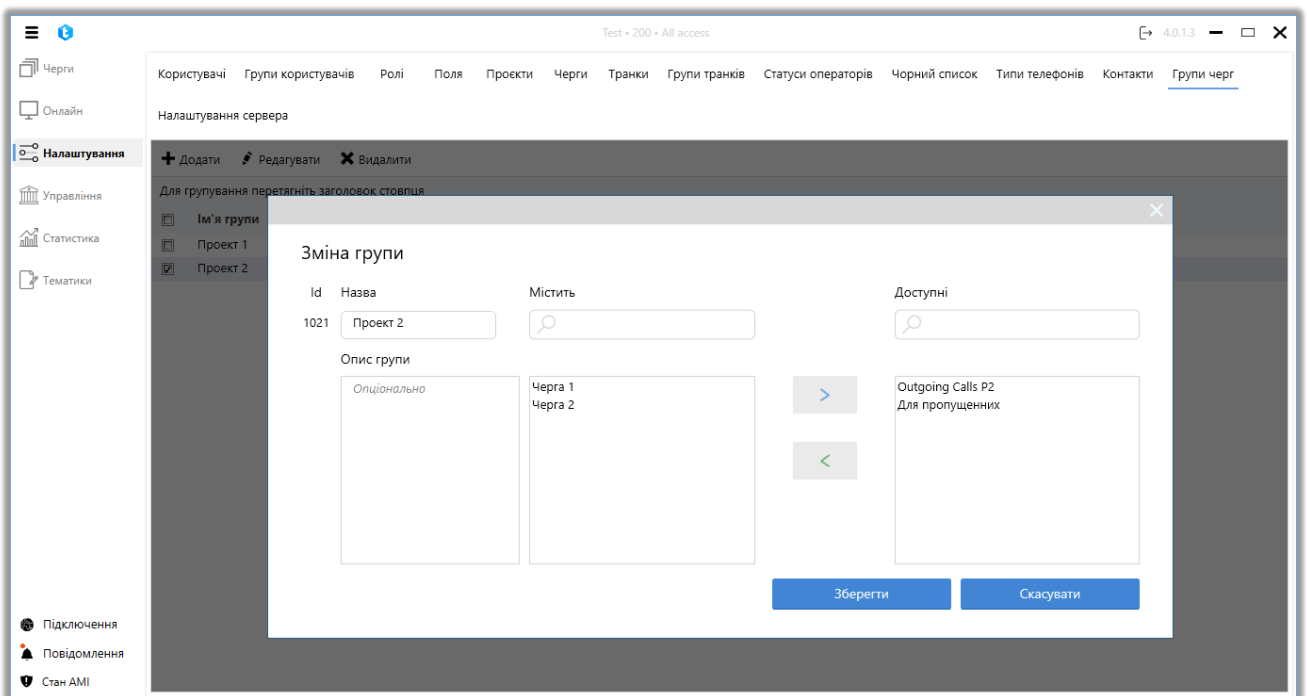 Test • 200 • All access
4.0.1.3
Черги
Онлайн
Налаштування
Управління
Статистика
Тематики
Користувачі Групи користувачів Ролі Поля Проєкти Черги Транки Групи транків Статуси операторів Чорний список Типи телефонів Контакти Групи черг
Налаштування сервера
Додати Редагувати Видалити
Для групування перетягніть заголовок стовпця
Ім'я групи
Проект 1
Проект 2
Зміна групи
Id Назва Містить Доступні
1021 Проект 2
Опис групи
Опціонально
Черга 1
Черга 2
Outgoing Calls P2
Для пропущенних
>
<
Зберегти Скасувати
Підключення
Повідомлення
Стан AMI